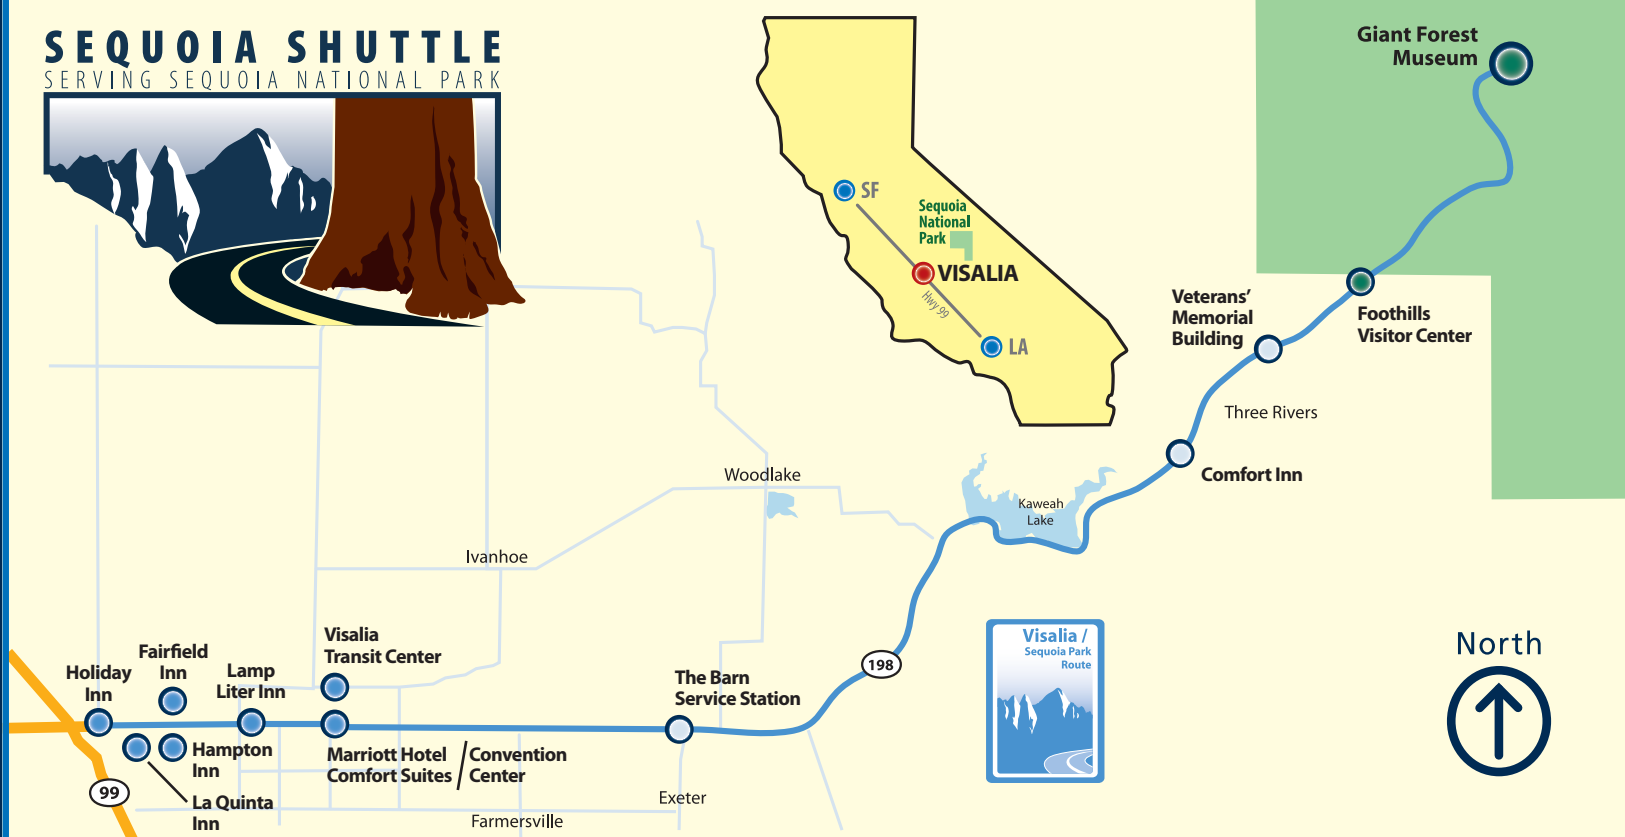 SEQUOIA SHUTTLE
SERVING SEQUOIA NATIONAL PARK
SF
Sequoia
National
Park
VISALIA
Hwy 99
LA
Giant Forest
Museum
Foothills
Visitor Center
Veterans'
Memorial
Building
Three Rivers
Comfort Inn
Kaweah
Lake
Woodlake
Ivanhoe
198
Visalia /
Sequoia Park
Route
North
The Barn
Service Station
Visalia
Transit Center
Fairfield
Inn
Holiday
Inn
Lamp
Liter Inn
Hampton
Inn
La Quinta
Inn
99
Marriott Hotel / Convention
Comfort Suites Center
Exeter
Farmersville